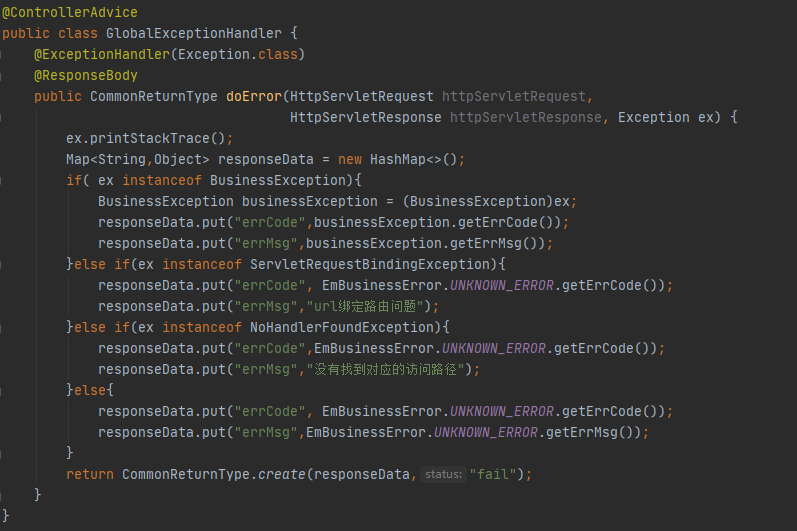 @ControllerAdvice
public class GlobalExceptionHandler {
    @ExceptionHandler(Exception.class)
    @ResponseBody
    public CommonReturnType doError(HttpServletRequest httpServletRequest,
                                    HttpServletResponse httpServletResponse, Exception ex) {
        ex.printStackTrace();
        Map<String,Object> responseData = new HashMap<>();
        if( ex instanceof BusinessException){
            BusinessException businessException = (BusinessException)ex;
            responseData.put("errCode",businessException.getErrCode());
            responseData.put("errMsg",businessException.getErrMsg());
        }else if(ex instanceof ServletRequestBindingException){
            responseData.put("errCode", EmBusinessError.UNKNOWN_ERROR.getErrCode());
            responseData.put("errMsg","url绑定路由问题");
        }else if(ex instanceof NoHandlerFoundException){
            responseData.put("errCode",EmBusinessError.UNKNOWN_ERROR.getErrCode());
            responseData.put("errMsg","没有找到对应的访问路径");
        }else{
            responseData.put("errCode", EmBusinessError.UNKNOWN_ERROR.getErrCode());
            responseData.put("errMsg",EmBusinessError.UNKNOWN_ERROR.getErrMsg());
        }
        return CommonReturnType.create(responseData, status: "fail");
    }
}